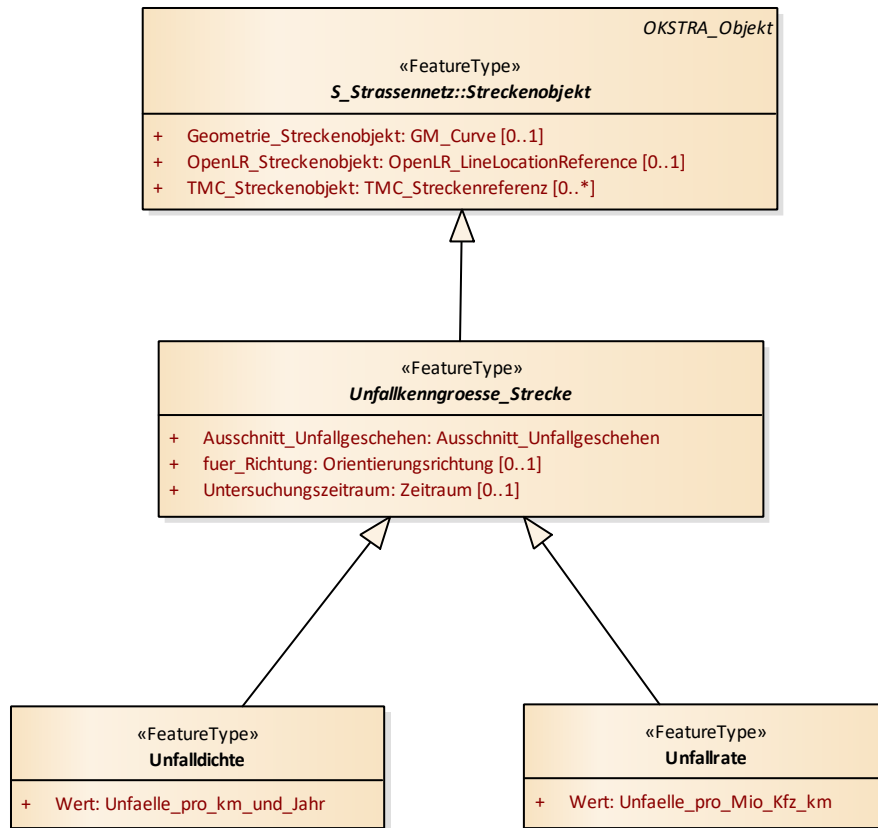 OKSTRA_Objekt
«FeatureType»
S_Strassennetz::Streckenobjekt
+ Geometrie_Streckenobjekt: GM_Curve [0..1]
+ OpenLR_Streckenobjekt: OpenLR_LineLocationReference [0..1]
+ TMC_Streckenobjekt: TMC_Streckenreferenz [0..*]
«FeatureType»
Unfallkenngroesse_Strecke
+ Ausschnitt_Unfallgeschehen: Ausschnitt_Unfallgeschehen
+ fuer_Richtung: Orientierungsrichtung [0..1]
+ Untersuchungszeitraum: Zeitraum [0..1]
«FeatureType»
Unfalldichte
+ Wert: Unfaelle_pro_km_und_Jahr
«FeatureType»
Unfallrate
+ Wert: Unfaelle_pro_Mio_Kfz_km